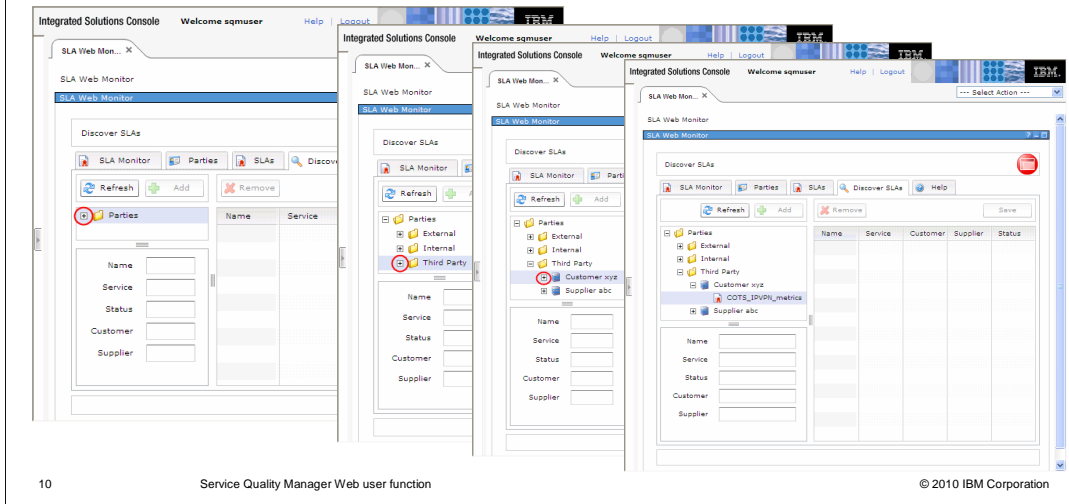 Integrated Solutions Console Welcome sqmuser Help | Logout IBM
SLA Web Mon... X
SLA Web Monitor
SLA Web Monitor
Discover SLAs
SLA Monitor Parties SLAs Discov
Refresh Add Remove
Parties
Name Service
Name
Service
Status
Customer
Supplier
Integrated Solutions Console Welcome sqmuser Help | Logout IBM.
SLA Web Mon... X
SLA Web Monitor
SLA Web Monitor
Discover SLAs
SLA Monitor
Refresh
Parties
External
Internal
Third Party
Name
Service
Status
Customer
Supplier
Integrated Solutions Console Welcome sqmuser Help | Logout IBM.
SLA Web Mon... X
SLA Web Monitor
SLA Web Monitor
Discover SLAs
SLA Monitor Parti
Refresh Add
Parties
External
Internal
Third Party
Customer xyz
Supplier abc
Name
Service
Status
Customer
Supplier
Integrated Solutions Console Welcome sqmuser Help | Logout IBM.
SLA Web Mon... X --- Select Action ---
SLA Web Monitor
SLA Web Monitor
Discover SLAs
SLA Monitor Parties SLAs Discover SLAs Help
Refresh Add Remove Save
Parties
External
Internal
Third Party
Customer xyz
COTS_IPVPN_metrics
Supplier abc
Name Service Customer Supplier Status
Name
Service
Status
Customer
Supplier
10 Service Quality Manager Web user function © 2010 IBM Corporation